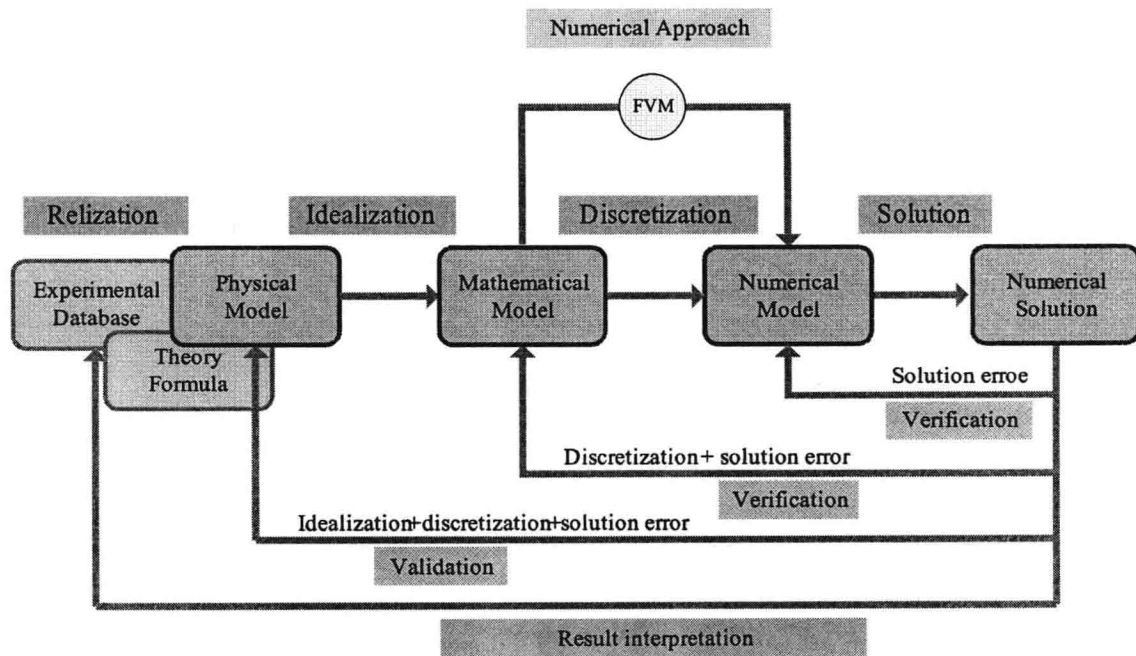 Numerical Approach
FVM
Relization
Idealization
Discretization
Solution
Experimental
Database
Physical
Model
Theory
Formula
Mathematical
Model
Numerical
Model
Numerical
Solution
Solution erroe
Verification
Discretization+ solution error
Verification
Idealization+discretization+solution error
Validation
Result interpretation